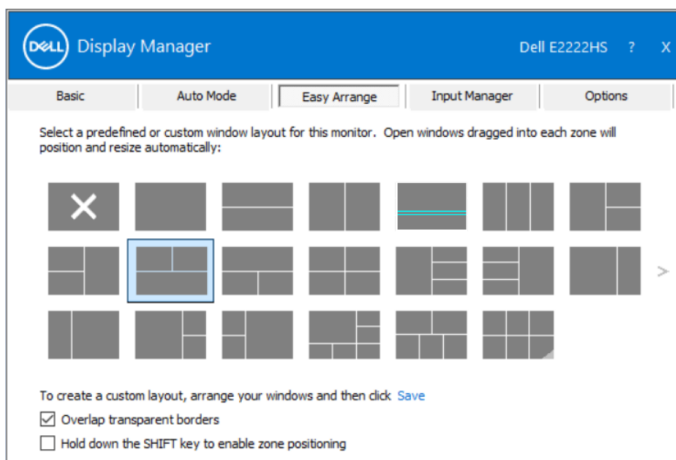 DELL Display Manager Dell E2222HS ? X
Basic Auto Mode Easy Arrange Input Manager Options
Select a predefined or custom window layout for this monitor. Open windows dragged into each zone will
position and resize automatically:
>
To create a custom layout, arrange your windows and then click Save
Overlap transparent borders
Hold down the SHIFT key to enable zone positioning